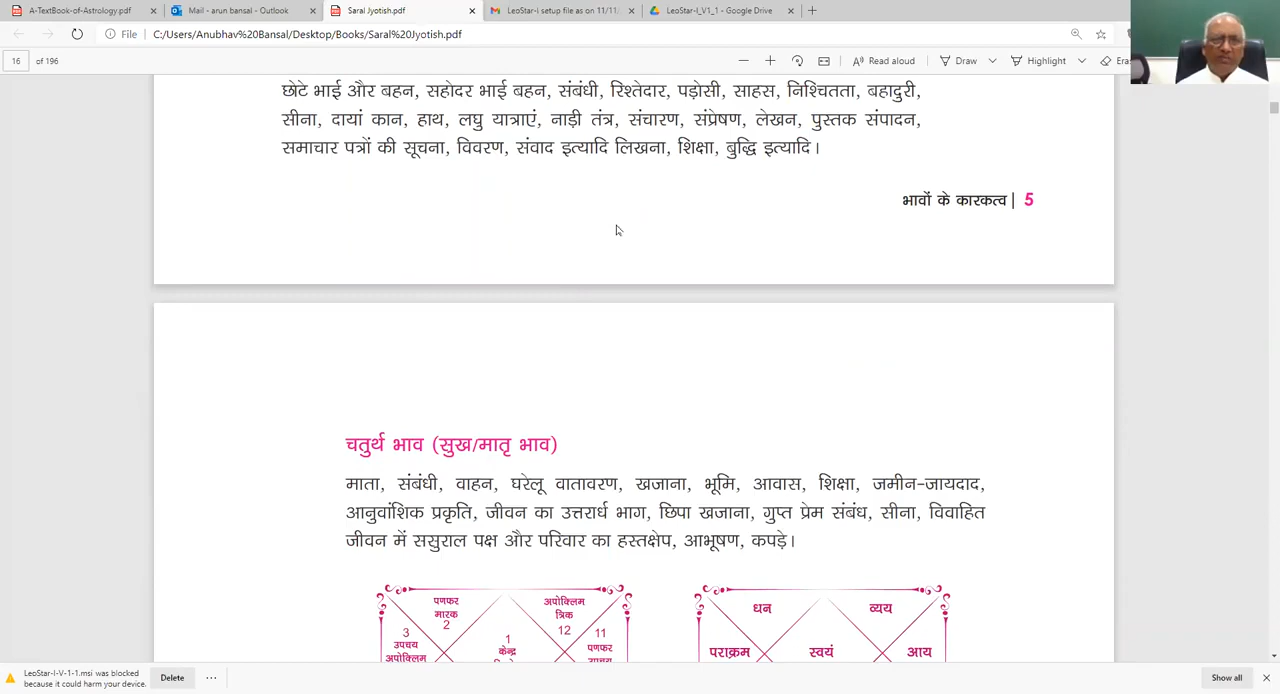 A-TextBook-of-Astrology.pdf
Mail - arun bansal - Outlook
Saral Jyotish.pdf
LeoStar-i setup file as on 11/11/
LeoStar-I_V1_1 - Google Drive
File
C:/Users/Anubhav%20Bansal/Desktop/Books/Saral%20Jyotish.pdf
16 of 196
Read aloud
Draw
Highlight
Eras
छोटे भाई और बहन, सहोदर भाई बहन, संबंधी, रिश्तेदार, पड़ोसी, साहस, निश्चितता, बहादुरी,
सीना, दायां कान, हाथ, लघु यात्राएं, नाड़ी तंत्र, संचारण, संप्रेषण, लेखन, पुस्तक संपादन,
समाचार पत्रों की सूचना, विवरण, संवाद इत्यादि लिखना, शिक्षा, बुद्धि इत्यादि।
भावों के कारकत्व | 5
चतुर्थ भाव (सुख/मातृ भाव)
माता, संबंधी, वाहन, घरेलू वातावरण, खजाना, भूमि, आवास, शिक्षा, जमीन-जायदाद,
आनुवांशिक प्रकृति, जीवन का उत्तरार्ध भाग, छिपा खजाना, गुप्त प्रेम संबंध, सीना, विवाहित
जीवन में ससुराल पक्ष और परिवार का हस्तक्षेप, आभूषण, कपड़े।
पणफर
मारक
2
अपोक्लिम
त्रिक
12
3
उपचय
अपोक्लिम
1
केन्द्र
11
पणफर
धन
व्यय
पराक्रम
स्वयं
आय
LeoStar-I-V-1-1.msi was blocked
because it could harm your device.
Delete
Show all